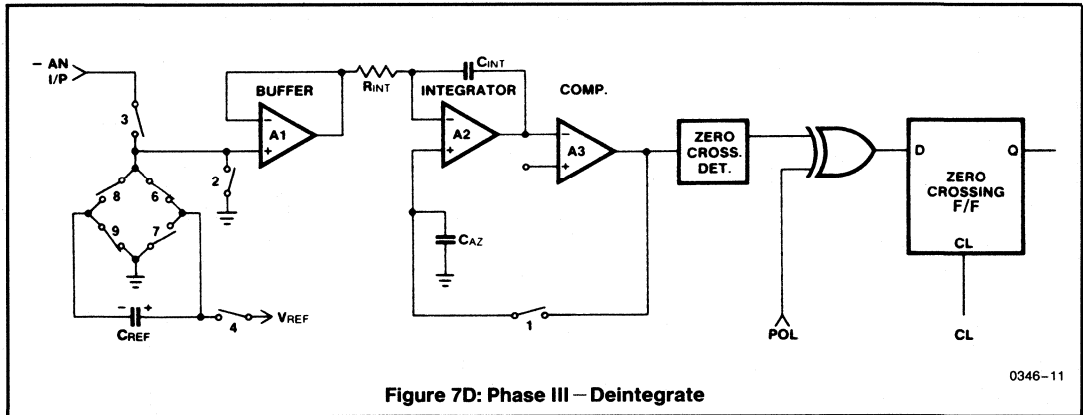 − AN
I/P
3
8
6
9
7
2
− +
CREF
4
VREF
BUFFER
−
A1
+
RINT
CINT
INTEGRATOR
−
A2
+
CAZ
1
COMP.
−
A3
+
ZERO
CROSS.
DET.
POL
D Q
ZERO
CROSSING
F/F
CL
CL
0346–11
Figure 7D: Phase III — Deintegrate